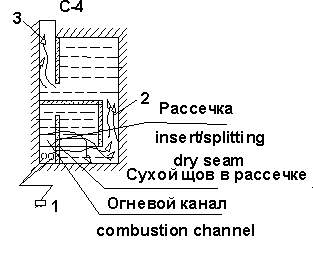 С-4
3
2
Рассечка
insert/splitting
dry seam
Сухой щов в рассечке
1
Огневой канал
combustion channel